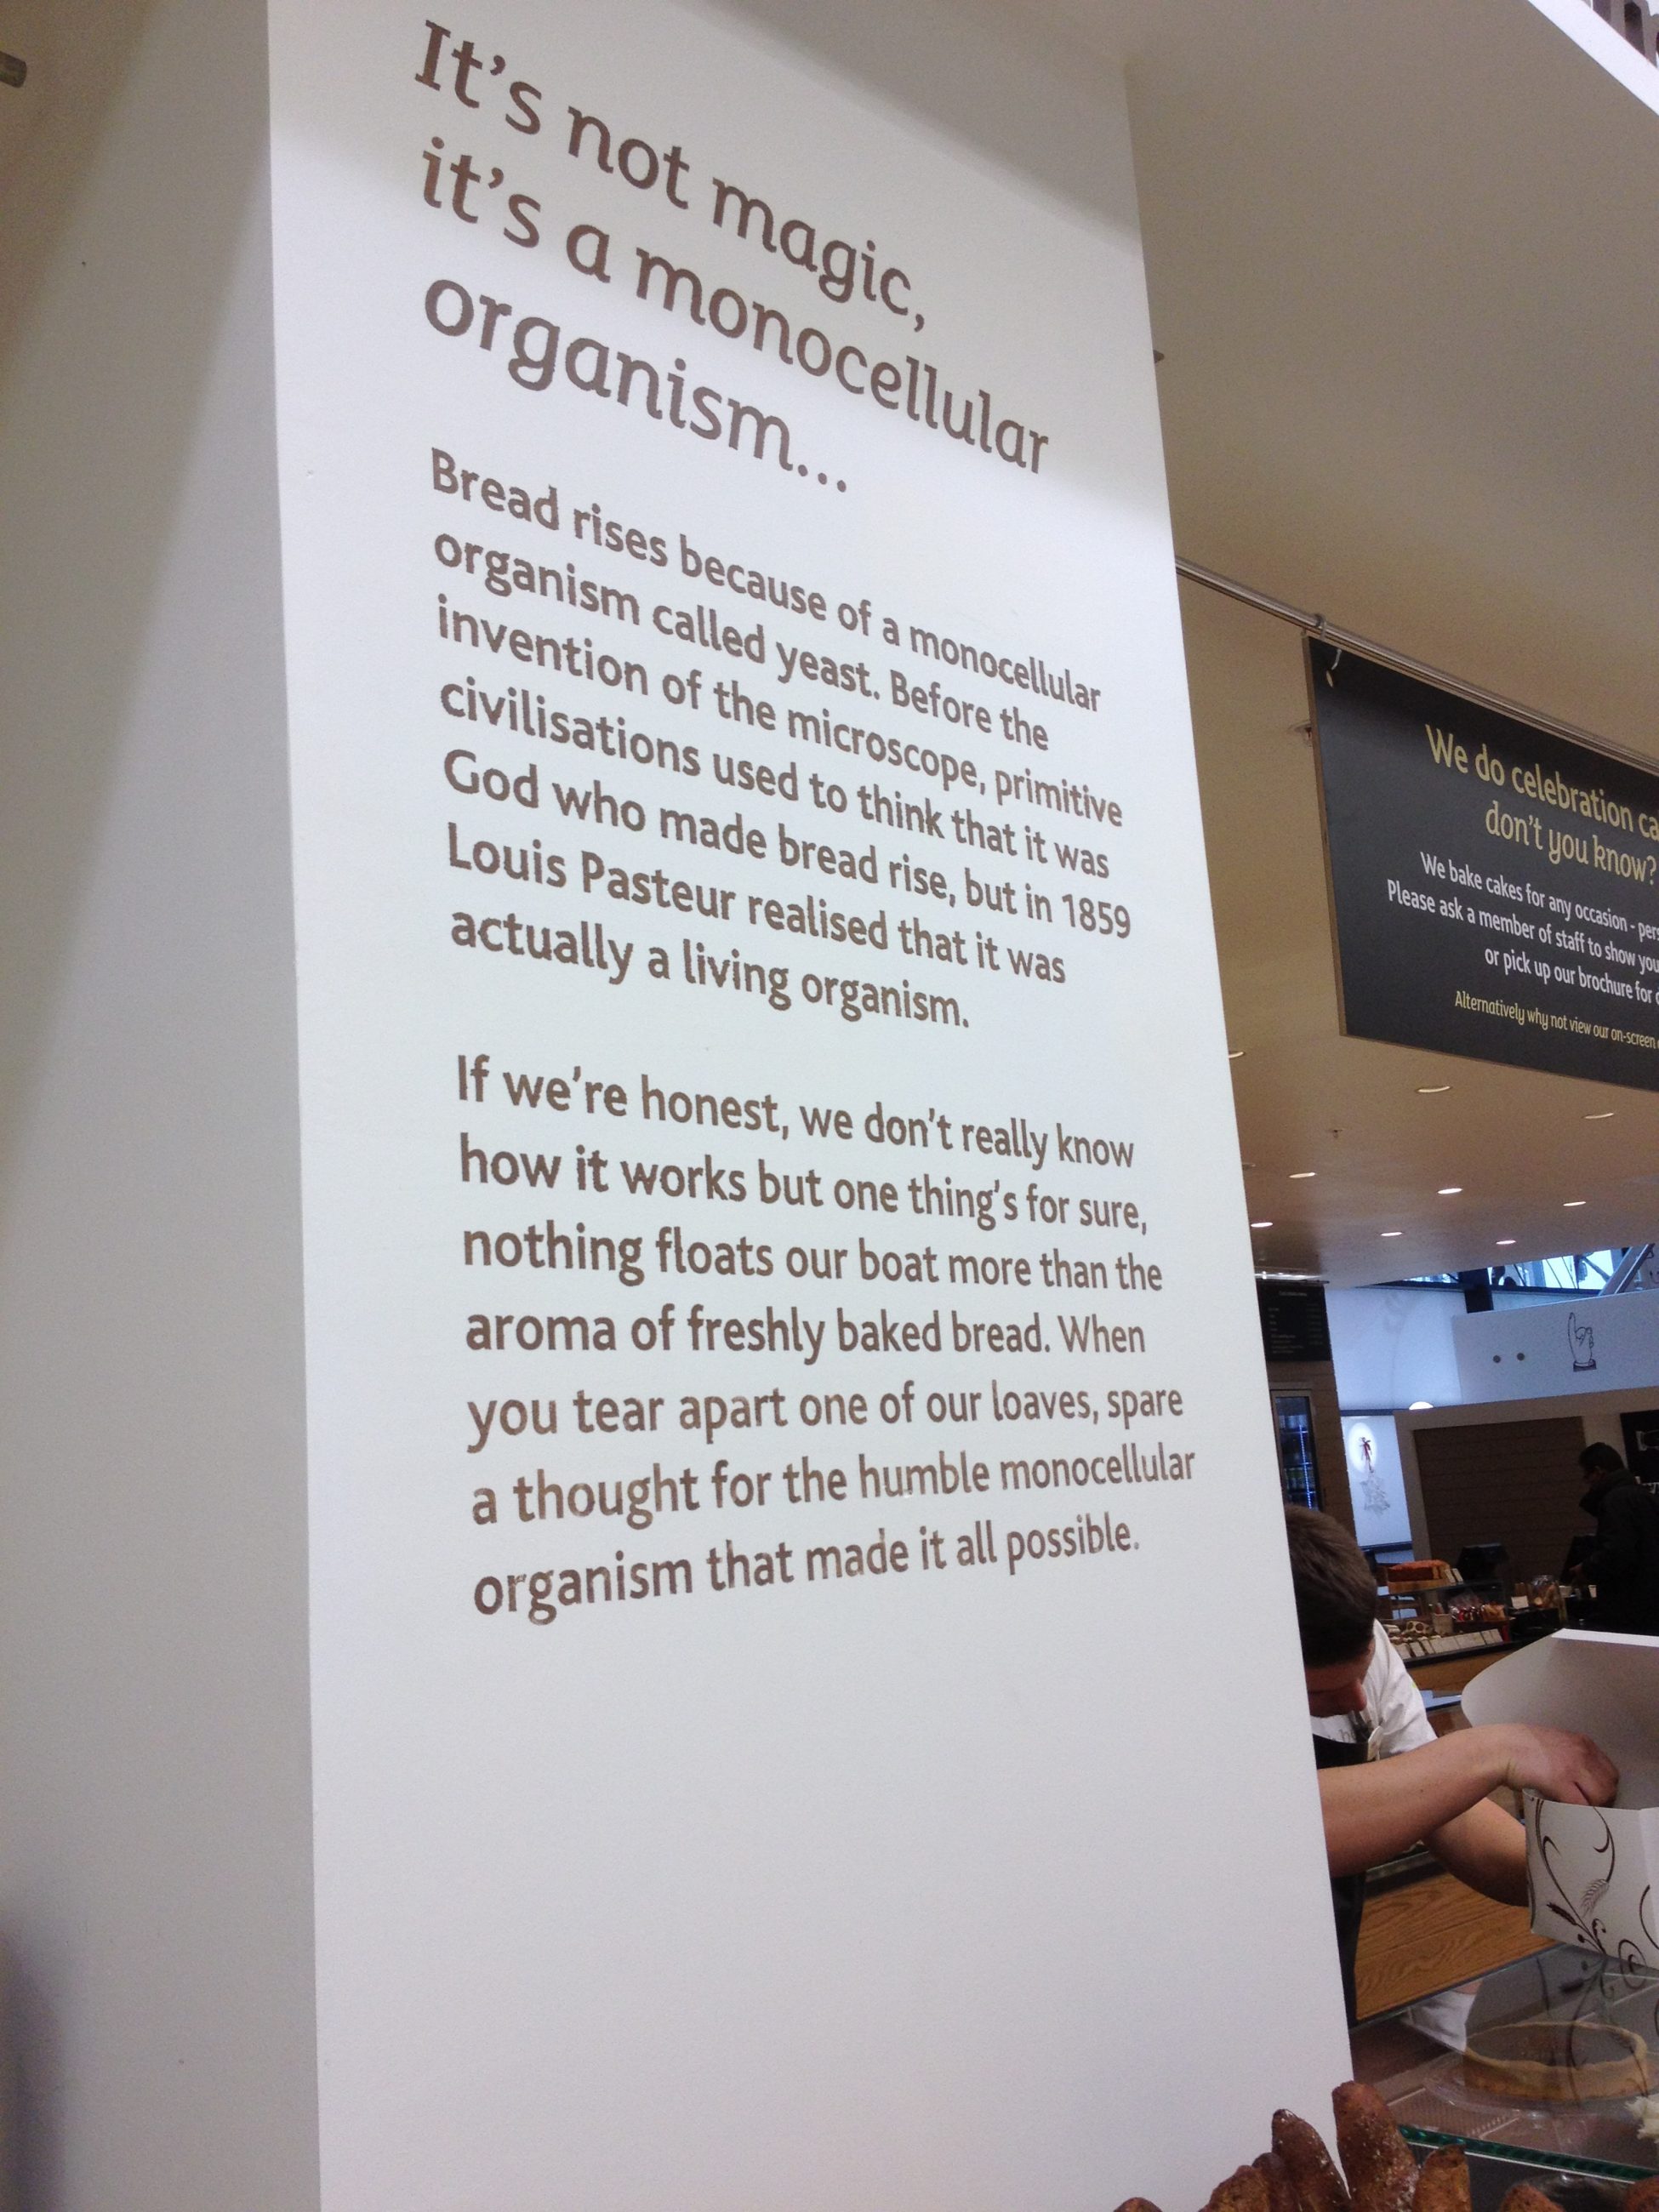 It's not magic,
it's a monocellular
organism...
Bread rises because of a monocellular
organism called yeast. Before the
invention of the microscope, primitive
civilisations used to think that it was
God who made bread rise, but in 1859
Louis Pasteur realised that it was
actually a living organism.
If we're honest, we don't really know
how it works but one thing's for sure,
nothing floats our boat more than the
aroma of freshly baked bread. When
you tear apart one of our loaves, spare
a thought for the humble monocellular
organism that made it all possible.
We do celebration
don't you know?
We bake cakes for any occasion -
Please ask a member of staff to show you
or pick up our brochure for
Alternatively why not view our on-screen